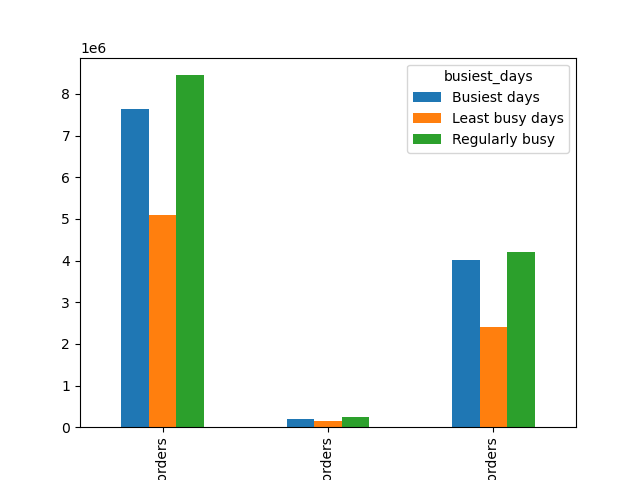 1e6
busiest_days
Busiest days
Least busy days
Regularly busy
8
7
6
5
4
3
2
1
0
orders
orders
orders